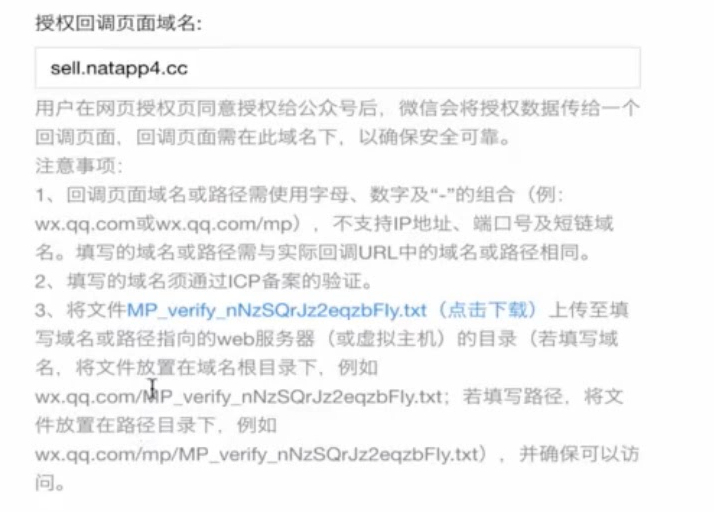 授权回调页面域名:
sell.natapp4.cc
用户在网页授权页同意授权给公众号后，微信会将授权数据传给一个
回调页面，回调页面需在此域名下，以确保安全可靠。
注意事项:
1、回调页面域名或路径需使用字母、数字及“-”的组合（例:
wx.qq.com或wx.qq.com/mp），不支持IP地址、端口号及短链域
名。填写的域名或路径需与实际回调URL中的域名或路径相同。
2、填写的域名须通过ICP备案的验证。
3、将文件MP_verify_nNzSQrJz2eqzbFIy.txt（点击下载）上传至填
写域名或路径指向的web服务器（或虚拟主机）的目录（若填写域
名，将文件放置在域名根目录下，例如
wx.qq.com/MP_verify_nNzSQrJz2eqzbFIy.txt；若填写路径，将文
件放置在路径目录下，例如
wx.qq.com/mp/MP_verify_nNzSQrJz2eqzbFIy.txt），并确保可以访
问。